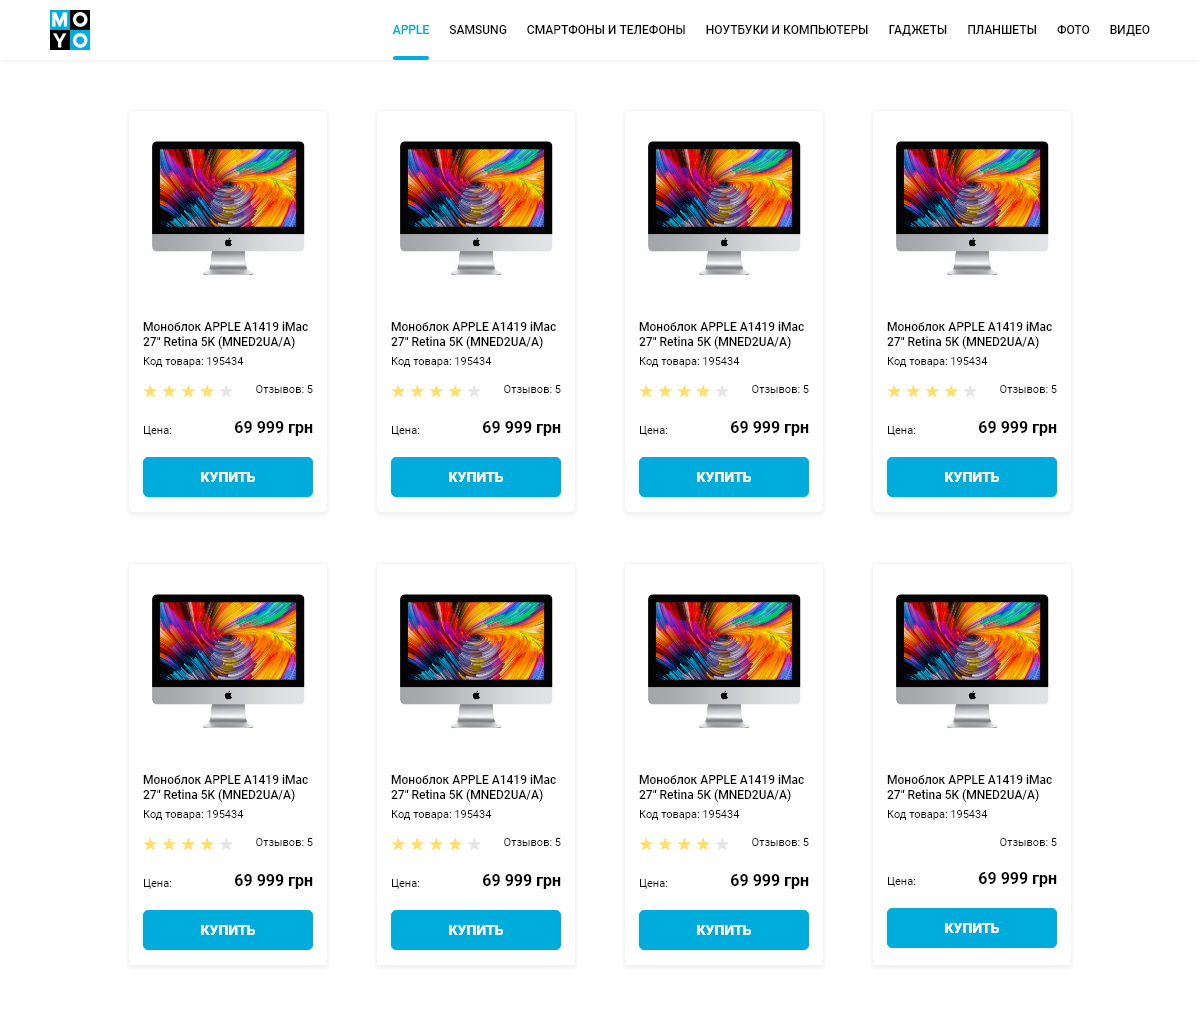 MO
YO
APPLE SAMSUNG СМАРТФОНЫ И ТЕЛЕФОНЫ НОУТБУКИ И КОМПЬЮТЕРЫ ГАДЖЕТЫ ПЛАНШЕТЫ ФОТО ВИДЕО
Моноблок APPLE A1419 iMac
27" Retina 5K (MNED2UA/A)
Код товара: 195434
Отзывов: 5
Цена: 69 999 грн
КУПИТЬ
Моноблок APPLE A1419 iMac
27" Retina 5K (MNED2UA/A)
Код товара: 195434
Отзывов: 5
Цена: 69 999 грн
КУПИТЬ
Моноблок APPLE A1419 iMac
27" Retina 5K (MNED2UA/A)
Код товара: 195434
Отзывов: 5
Цена: 69 999 грн
КУПИТЬ
Моноблок APPLE A1419 iMac
27" Retina 5K (MNED2UA/A)
Код товара: 195434
Отзывов: 5
Цена: 69 999 грн
КУПИТЬ
Моноблок APPLE A1419 iMac
27" Retina 5K (MNED2UA/A)
Код товара: 195434
Отзывов: 5
Цена: 69 999 грн
КУПИТЬ
Моноблок APPLE A1419 iMac
27" Retina 5K (MNED2UA/A)
Код товара: 195434
Отзывов: 5
Цена: 69 999 грн
КУПИТЬ
Моноблок APPLE A1419 iMac
27" Retina 5K (MNED2UA/A)
Код товара: 195434
Отзывов: 5
Цена: 69 999 грн
КУПИТЬ
Моноблок APPLE A1419 iMac
27" Retina 5K (MNED2UA/A)
Код товара: 195434
Отзывов: 5
Цена: 69 999 грн
КУПИТЬ